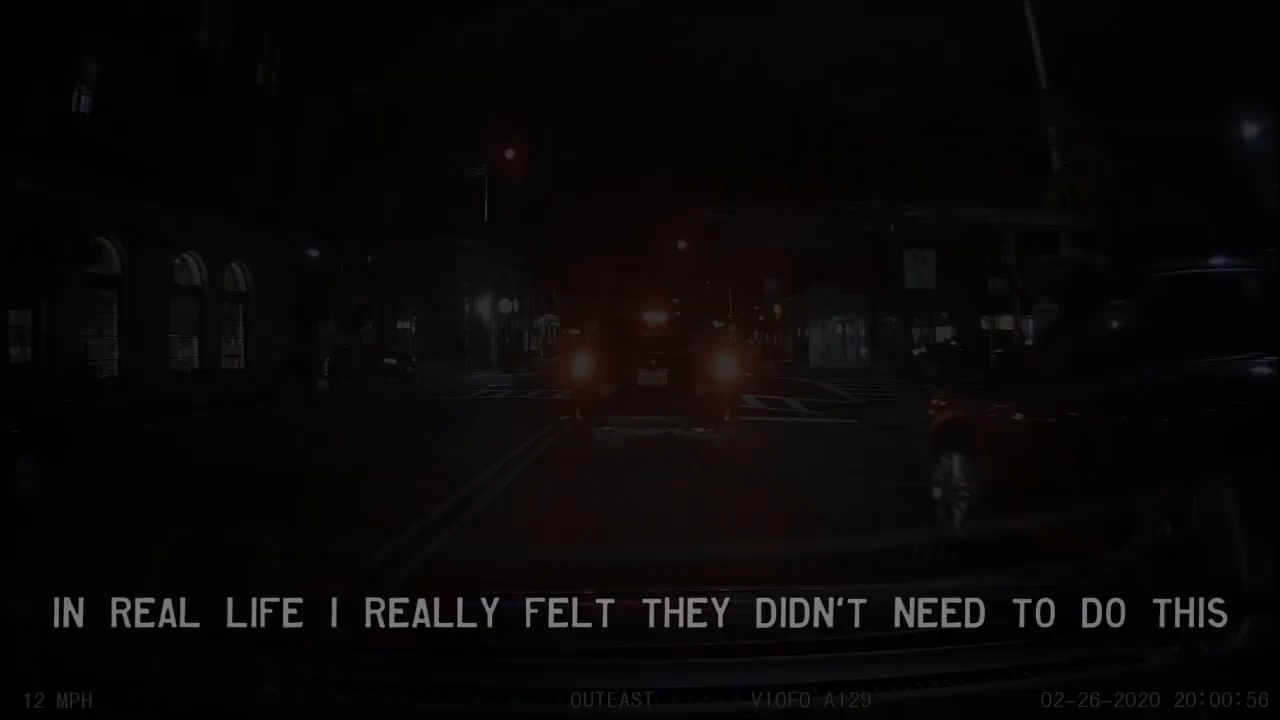 IN REAL LIFE I REALLY FELT THEY DIDN'T NEED TO DO THIS
12 MPH OUTEAST VIOFO A129 02-26-2020 20:00:56